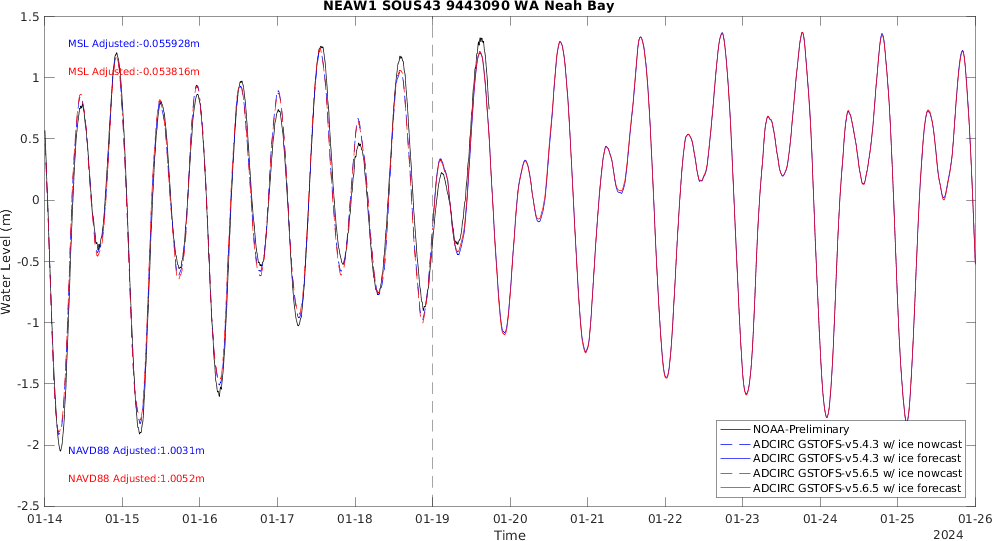 NEAW1 SOUS43 9443090 WA Neah Bay
1.5
1
0.5
0
-0.5
-1
-1.5
-2
-2.5
Water Level (m)
MSL Adjusted:-0.055928m
MSL Adjusted:-0.053816m
NAVD88 Adjusted:1.0031m
NAVD88 Adjusted:1.0052m
NOAA-Preliminary
ADCIRC GSTOFS-v5.4.3 w/ ice nowcast
ADCIRC GSTOFS-v5.4.3 w/ ice forecast
ADCIRC GSTOFS-v5.6.5 w/ ice nowcast
ADCIRC GSTOFS-v5.6.5 w/ ice forecast
01-14 01-15 01-16 01-17 01-18 01-19 01-20 01-21 01-22 01-23 01-24 01-25 01-26
Time
2024